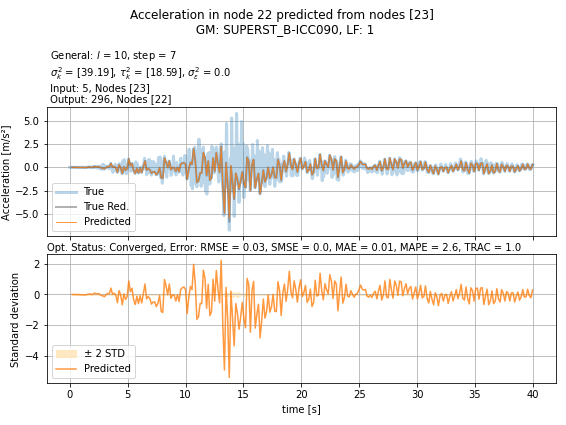 Acceleration in node 22 predicted from nodes [23]
GM: SUPERST_B-ICC090, LF: 1
General: l = 10, step = 7
σ²ₖ = [39.19], τ²ₖ = [18.59], σ²ε = 0.0
Input: 5, Nodes [23]
Output: 296, Nodes [22]
Acceleration [m/s²]
5.0
2.5
0.0
−2.5
−5.0
True
True Red.
Predicted
Opt. Status: Converged, Error: RMSE = 0.03, SMSE = 0.0, MAE = 0.01, MAPE = 2.6, TRAC = 1.0
Standard deviation
2
0
−2
−4
± 2 STD
Predicted
0 5 10 15 20 25 30 35 40
time [s]